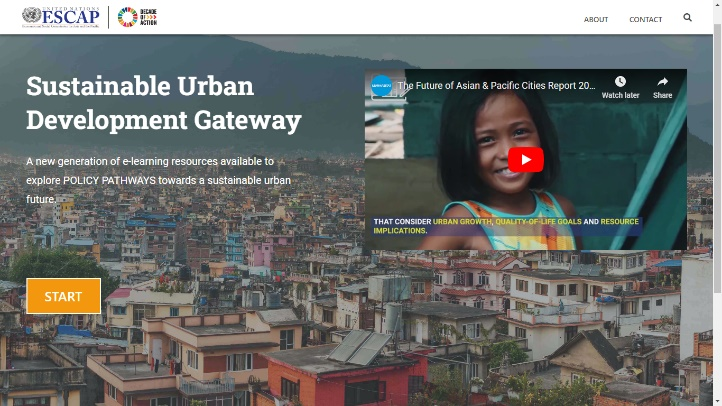 UNITED NATIONS
ESCAP
DECADE
OF
ACTION
ABOUT
CONTACT
Sustainable Urban
Development Gateway
A new generation of e-learning resources available to
explore POLICY PATHWAYS towards a sustainable urban
future.
START
The Future of Asian & Pacific Cities Report 20...
Watch later
Share
THAT CONSIDER URBAN GROWTH, QUALITY-OF-LIFE GOALS AND RESOURCE
IMPLICATIONS.